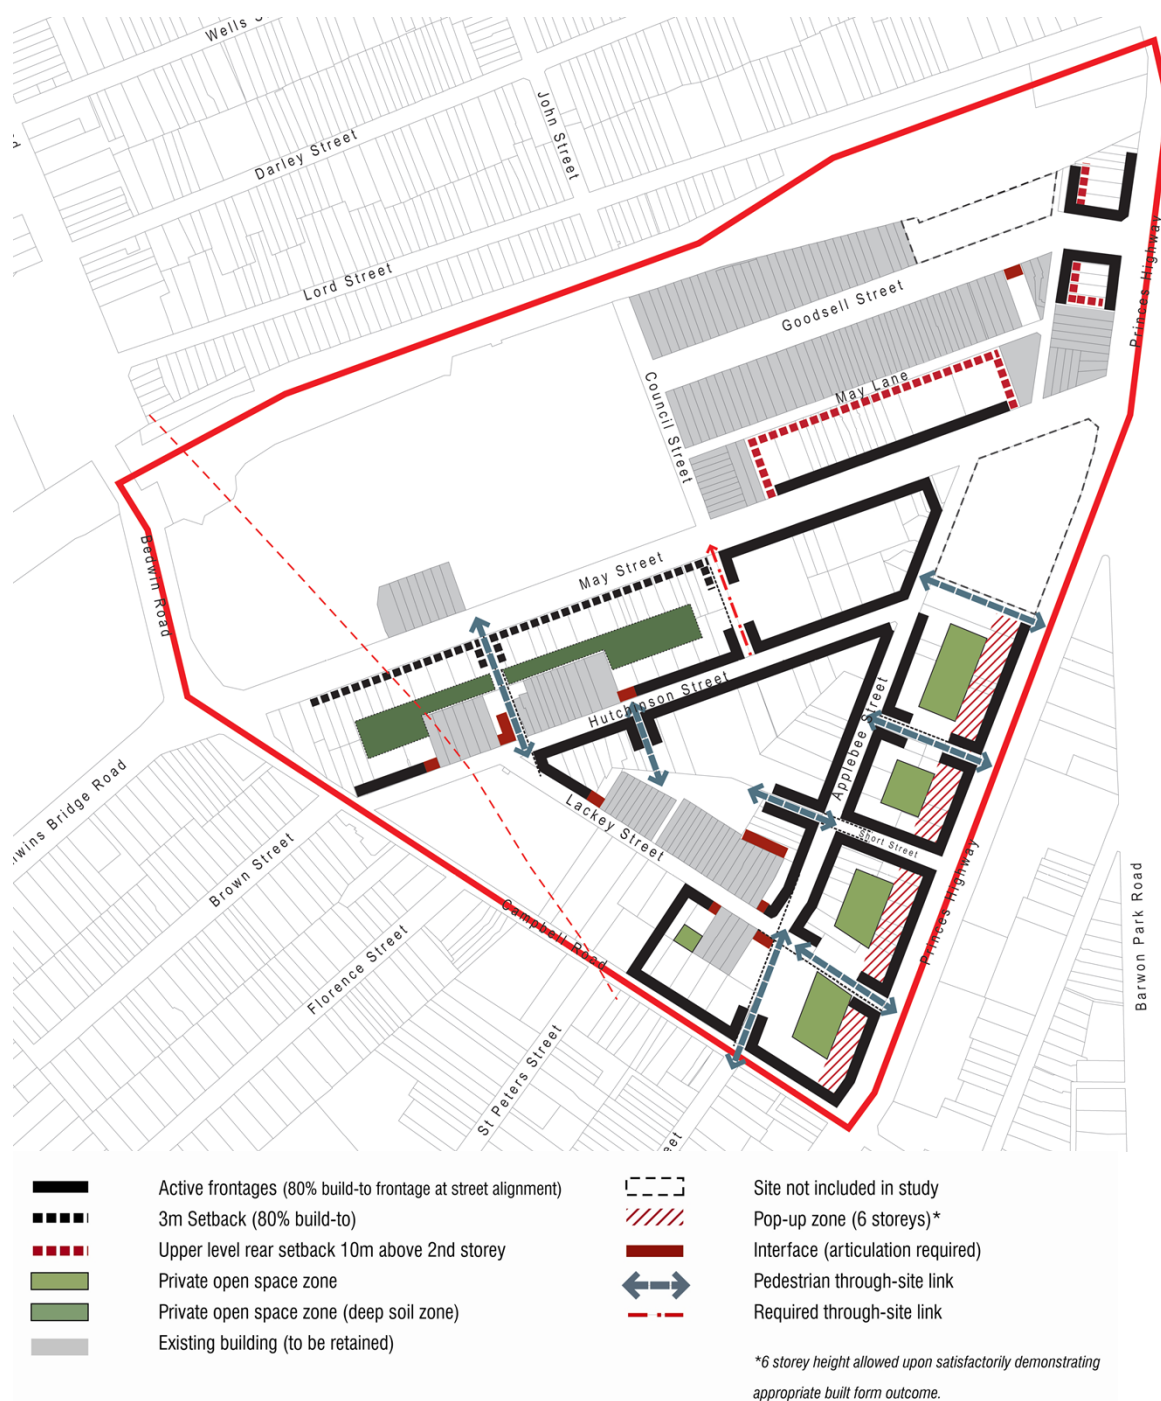 Wells S
John Street
Darley Street
Lord Street
Princes Highway
Goodsell Street
May Lane
Council Street
May Street
Bedwin Road
Hutchinson Street
Applebee Street
Short Street
Lackey Street
wins Bridge Road
Brown Street
Campbell Road
Princes Highway
Barwon Park Road
Florence Street
St Peters Street
eet
Active frontages (80% build-to frontage at street alignment)
3m Setback (80% build-to)
Upper level rear setback 10m above 2nd storey
Private open space zone
Private open space zone (deep soil zone)
Existing building (to be retained)
Site not included in study
Pop-up zone (6 storeys)*
Interface (articulation required)
Pedestrian through-site link
Required through-site link
*6 storey height allowed upon satisfactorily demonstrating
appropriate built form outcome.